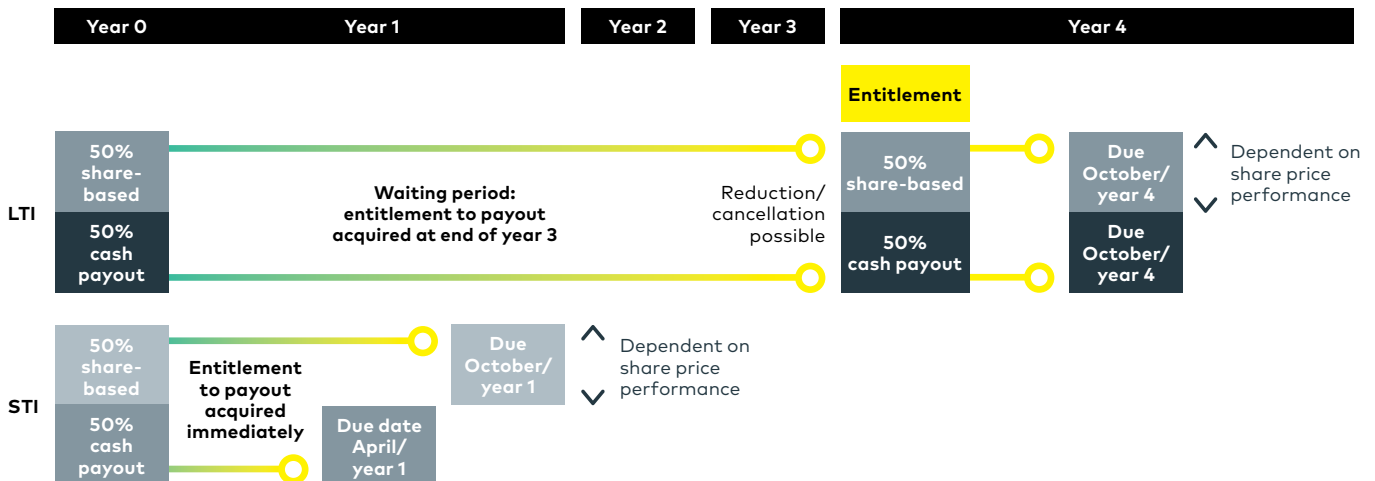 Year 0
Year 1
Year 2
Year 3
Year 4
Entitlement
LTI
50%
share-
based
50%
cash
payout
Waiting period:
entitlement to payout
acquired at end of year 3
Reduction/
cancellation
possible
50%
share-based
50%
cash payout
Due
October/
year 4
Due
October/
year 4
Dependent on
share price
performance
STI
50%
share-
based
50%
cash
payout
Entitlement
to payout
acquired
immediately
Due date
April/
year 1
Due
October/
year 1
Dependent on
share price
performance